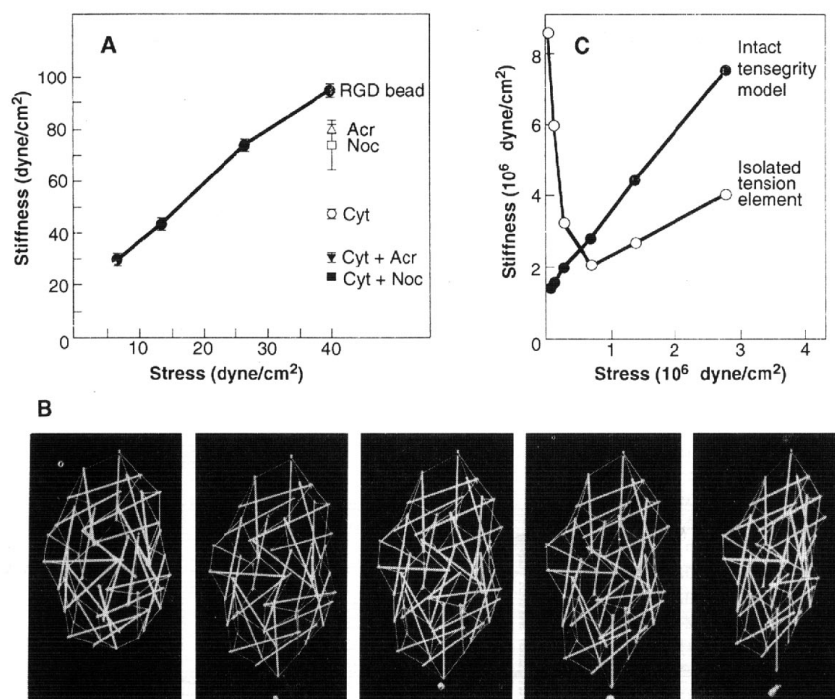 A
Stiffness (dyne/cm²)
100
80
60
40
30
20
0
10
20
30
40
Stress (dyne/cm²)
RGD bead
Acr
Noc
Cyt
Cyt + Acr
Cyt + Noc
C
Stiffness (10⁶ dyne/cm²)
8
6
4
2
0
1
2
3
4
Stress (10⁶ dyne/cm²)
Intact
tensegrity
model
Isolated
tension
element
B